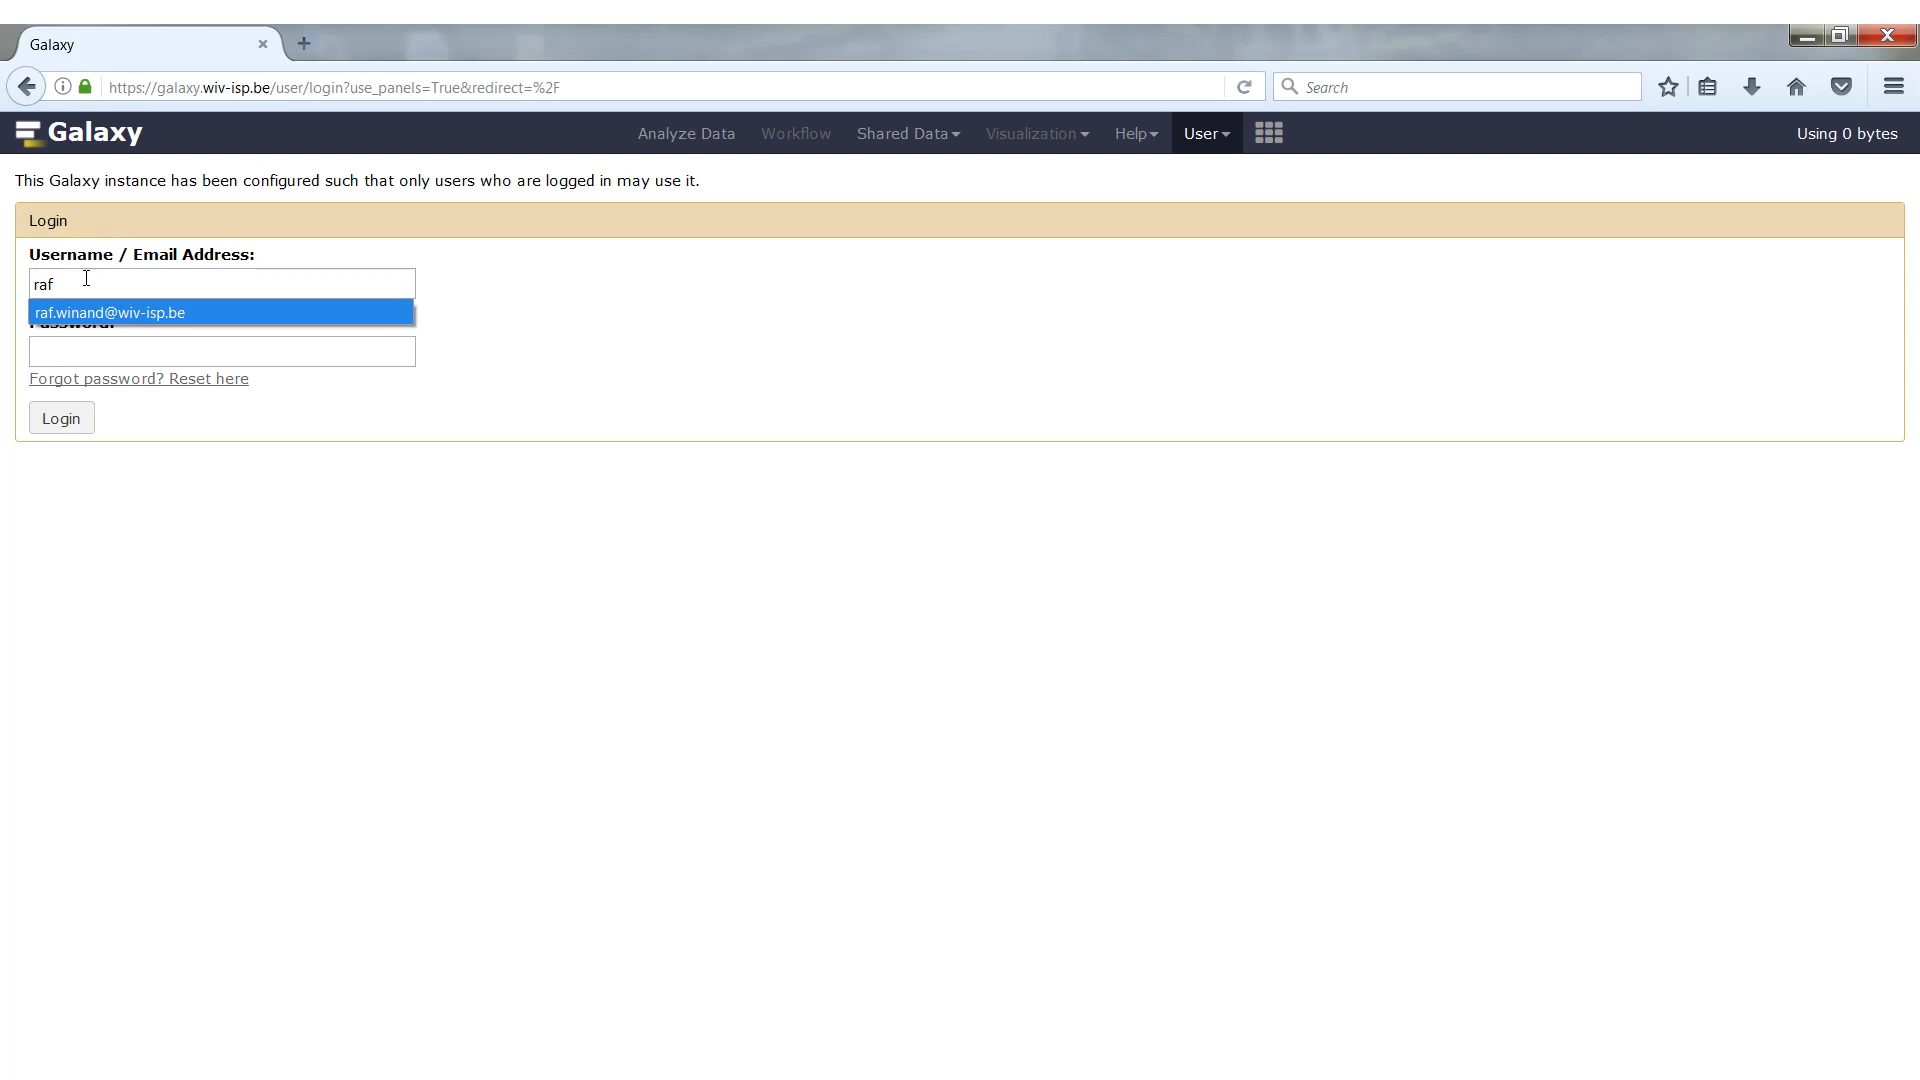 Galaxy
https://galaxy.wiv-isp.be/user/login?use_panels=True&redirect=%2F
Search
Galaxy
Analyze Data Workflow Shared Data Visualization Help User
Using 0 bytes
This Galaxy instance has been configured such that only users who are logged in may use it.
Login
Username / Email Address:
raf
raf.winand@wiv-isp.be
Password:
Forgot password? Reset here
Login